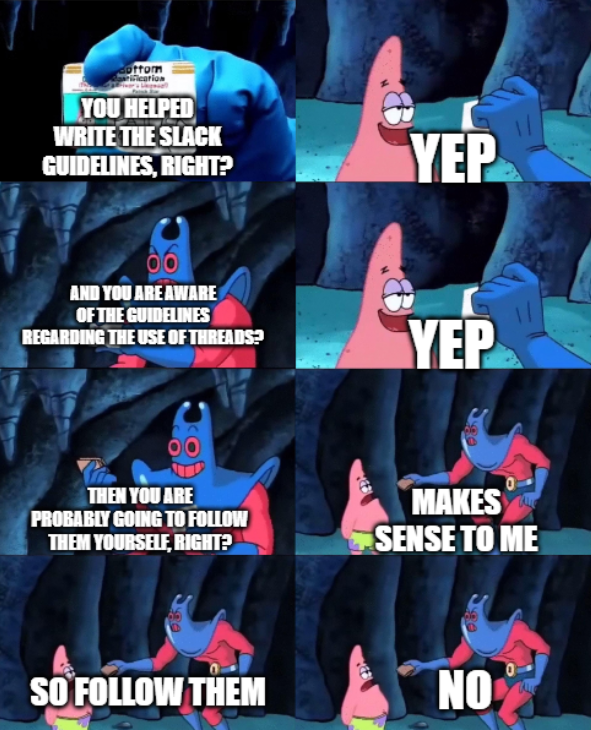 YOU HELPED
WRITE THE SLACK
GUIDELINES, RIGHT?
YEP
AND YOU ARE AWARE
OF THE GUIDELINES
REGARDING THE USE OF THREADS?
YEP
THEN YOU ARE
PROBABLY GOING TO FOLLOW
THEM YOURSELF, RIGHT?
MAKES
SENSE TO ME
SO FOLLOW THEM
NO